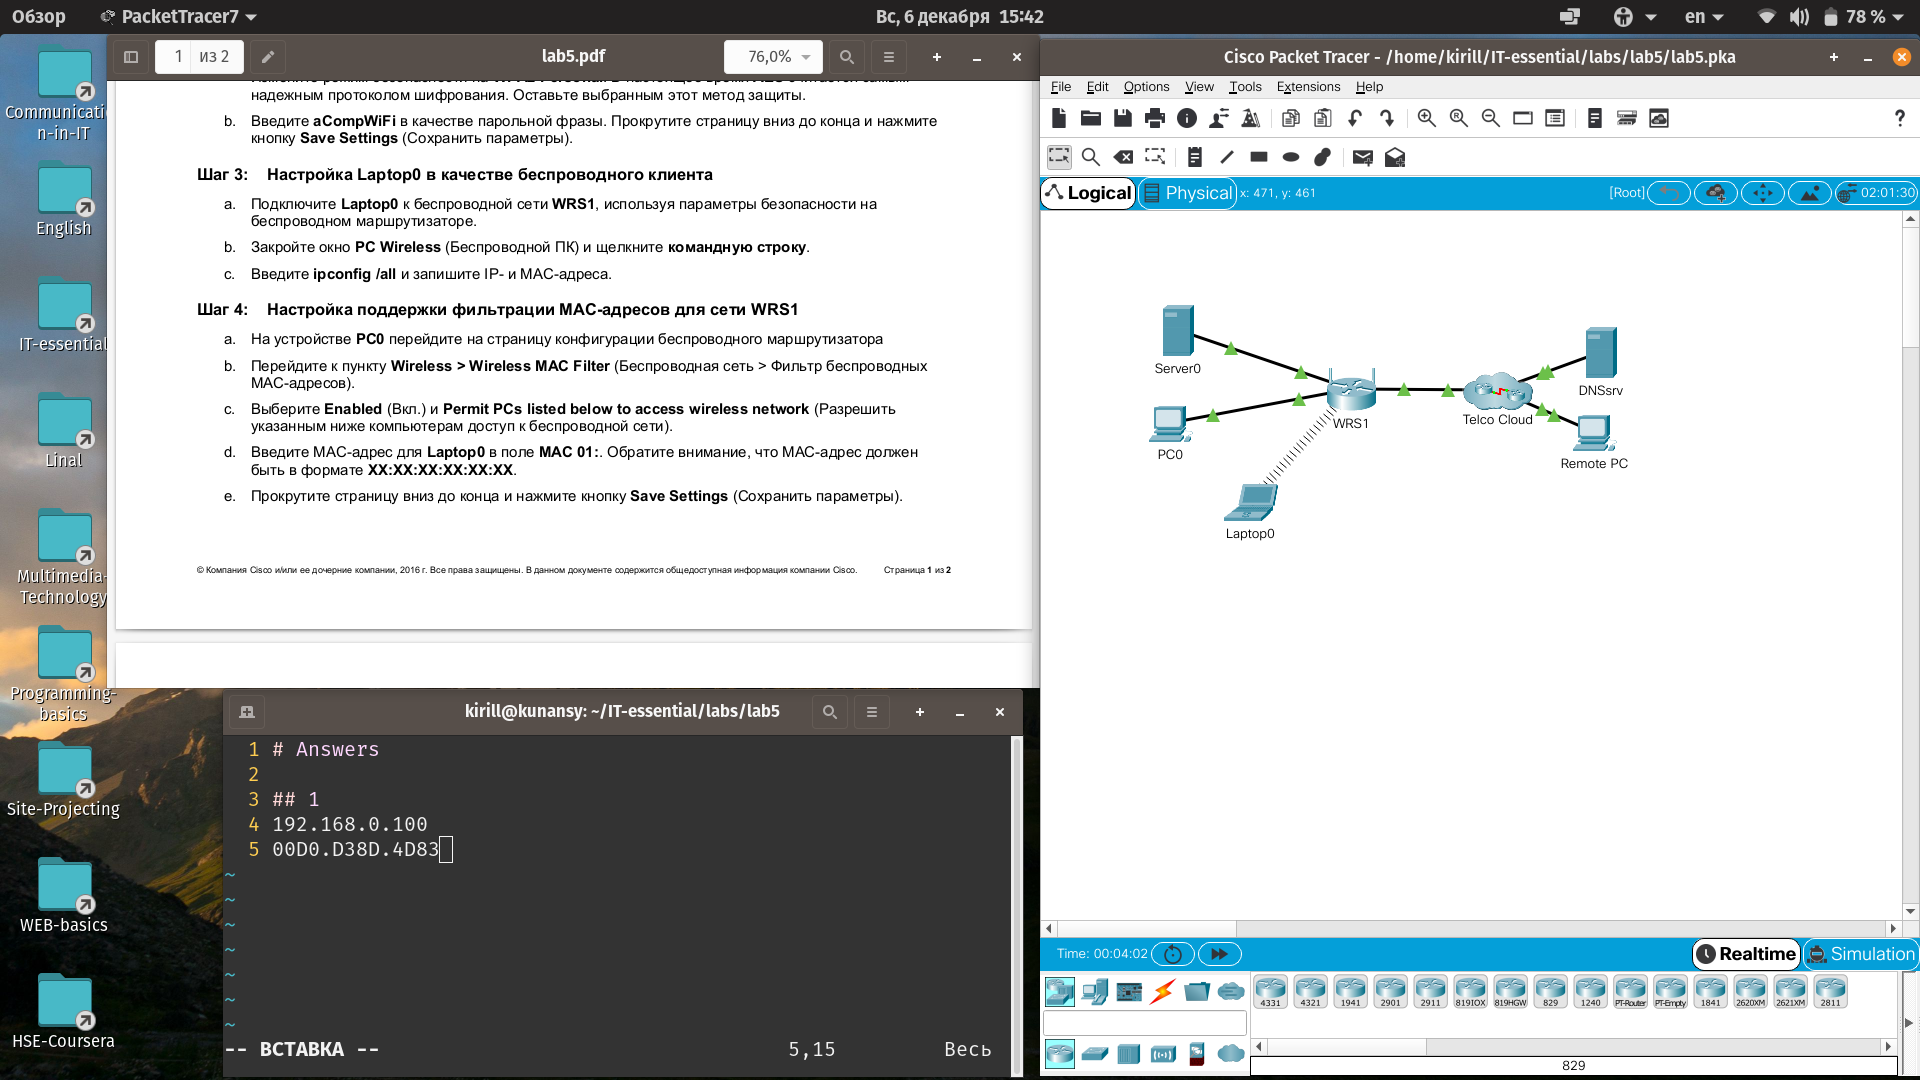 Обзор
PacketTracer7
Вс, 6 декабря 15:42
en
78 %
Communicati
n-in-IT
English
IT-essential
Linal
Multimedia-
Technology
Programming-
basics
Site-Projecting
WEB-basics
HSE-Coursera
1 из 2
lab5.pdf
76,0%
надежным протоколом шифрования. Оставьте выбранным этот метод защиты.
b. Введите aCompWiFi в качестве парольной фразы. Прокрутите страницу вниз до конца и нажмите
кнопку Save Settings (Сохранить параметры).
Шаг 3: Настройка Laptop0 в качестве беспроводного клиента
a. Подключите Laptop0 к беспроводной сети WRS1, используя параметры безопасности на
беспроводном маршрутизаторе.
b. Закройте окно PC Wireless (Беспроводной ПК) и щелкните командную строку.
c. Введите ipconfig /all и запишите IP- и MAC-адреса.
Шаг 4: Настройка поддержки фильтрации MAC-адресов для сети WRS1
a. На устройстве PC0 перейдите на страницу конфигурации беспроводного маршрутизатора
b. Перейдите к пункту Wireless > Wireless MAC Filter (Беспроводная сеть > Фильтр беспроводных
MAC-адресов).
c. Выберите Enabled (Вкл.) и Permit PCs listed below to access wireless network (Разрешить
указанным ниже компьютерам доступ к беспроводной сети).
d. Введите MAC-адрес для Laptop0 в поле MAC 01:. Обратите внимание, что MAC-адрес должен
быть в формате XX:XX:XX:XX:XX:XX.
e. Прокрутите страницу вниз до конца и нажмите кнопку Save Settings (Сохранить параметры).
© Компания Cisco и/или ее дочерние компании, 2016 г. Все права защищены. В данном документе содержится общедоступная информация компании Cisco. Страница 1 из 2
kirill@kunansy: ~/IT-essential/labs/lab5
1 # Answers
2
3 ## 1
4 192.168.0.100
5 00D0.D38D.4D83
~
~
~
~
~
~
~
-- ВСТАВКА -- 5,15 Весь
Cisco Packet Tracer - /home/kirill/IT-essential/labs/lab5/lab5.pka
File Edit Options View Tools Extensions Help
Logical Physical x: 471, y: 461 [Root] 02:01:30
Server0
PC0
Laptop0
WRS1
Telco Cloud
DNSsrv
Remote PC
Time: 00:04:02
Realtime Simulation
4331 4321 1941 2901 2911 819IOX 819HGW 829 1240 PT-Router PT-Empty 1841 2620XM 2621XM 2811
829